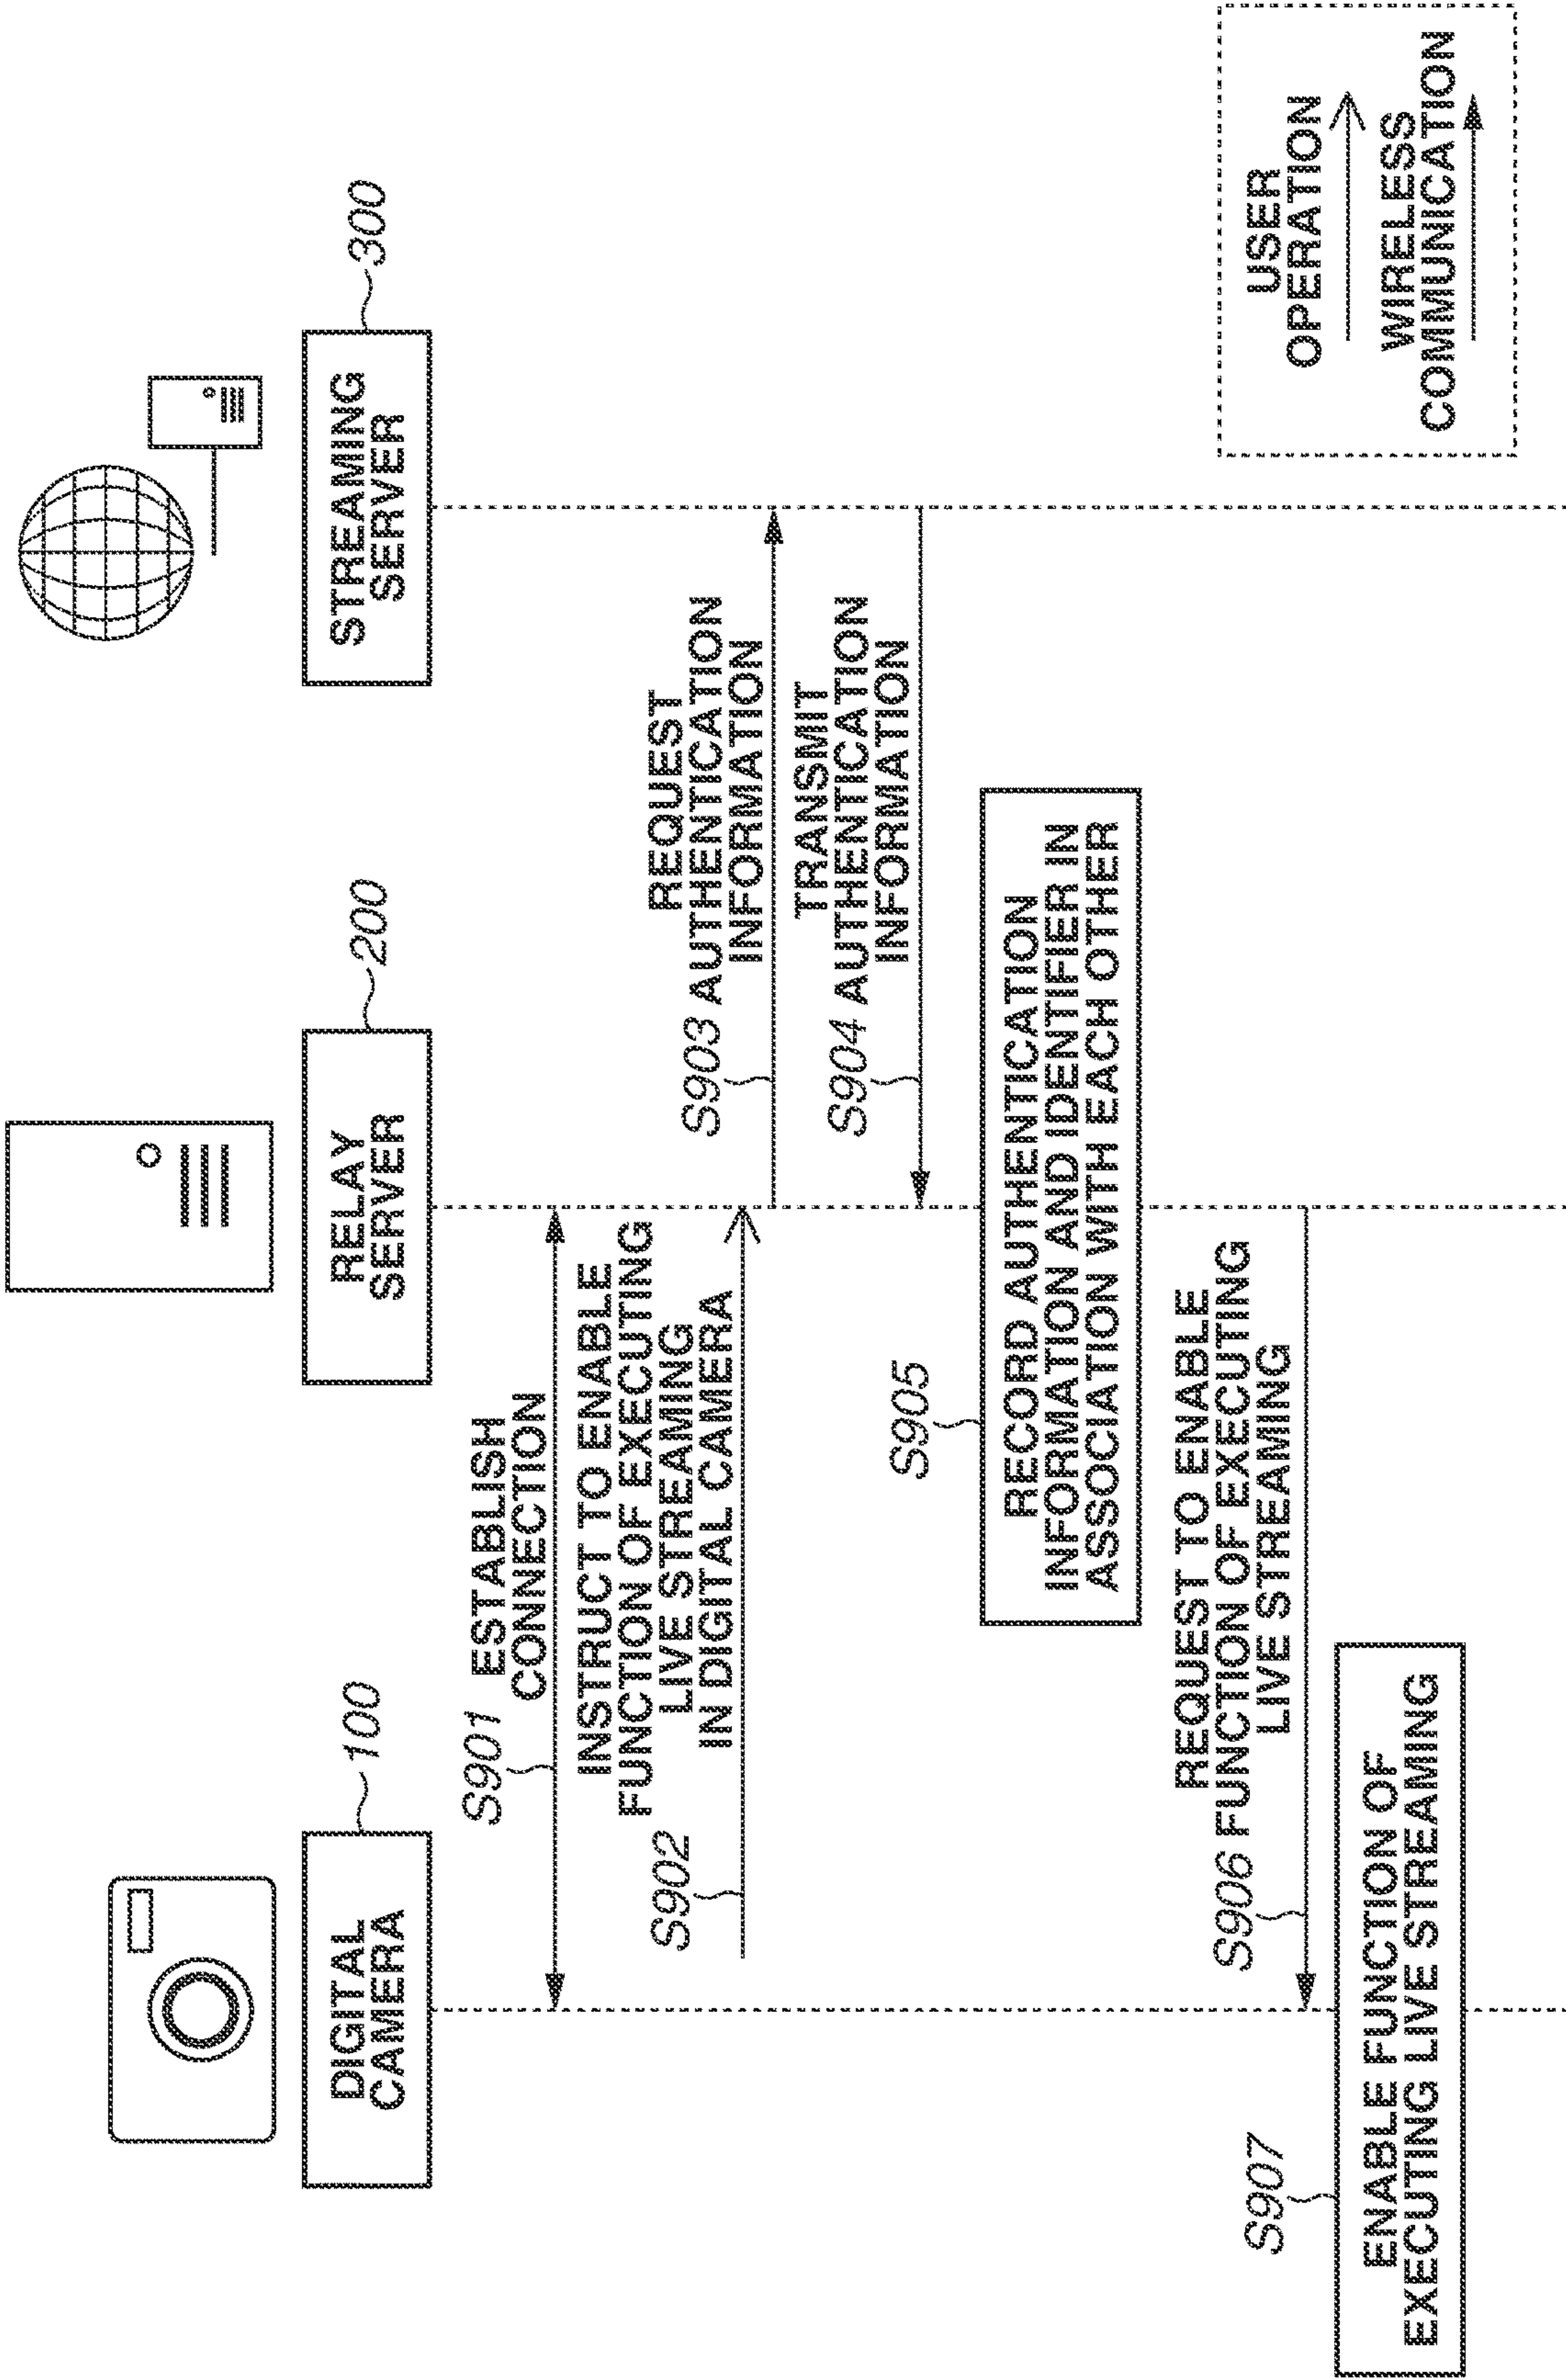 DIGITAL
CAMERA
100
RELAY
SERVER
200
STREAMING
SERVER
300
S901
ESTABLISH
CONNECTION
S902
INSTRUCT TO ENABLE
FUNCTION OF EXECUTING
LIVE STREAMING
IN DIGITAL CAMERA
S903
REQUEST
AUTHENTICATION
INFORMATION
S904
TRANSMIT
AUTHENTICATION
INFORMATION
S905
RECORD AUTHENTICATION
INFORMATION AND IDENTIFIER IN
ASSOCIATION WITH EACH OTHER
S906
REQUEST TO ENABLE
FUNCTION OF EXECUTING
LIVE STREAMING
S907
ENABLE FUNCTION OF
EXECUTING LIVE STREAMING
USER
OPERATION
WIRELESS
COMMUNICATION